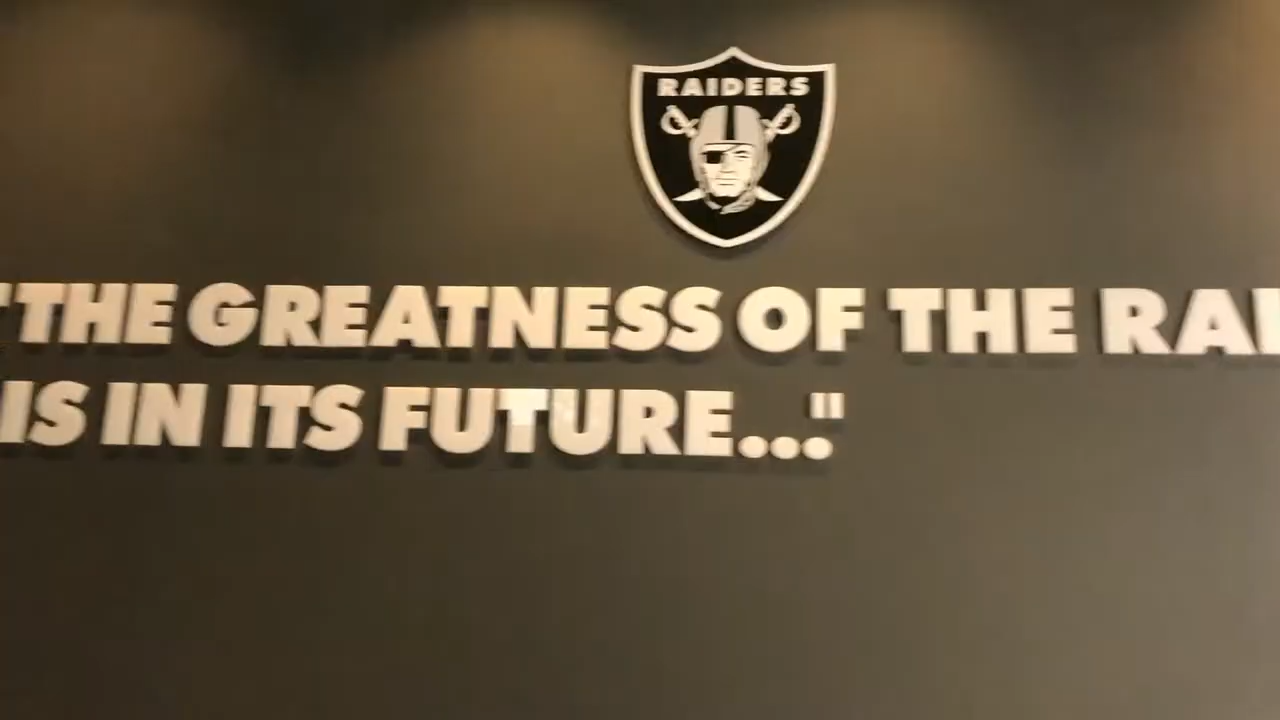 RAIDERS
"THE GREATNESS OF THE
IS IN ITS FUTURE..."